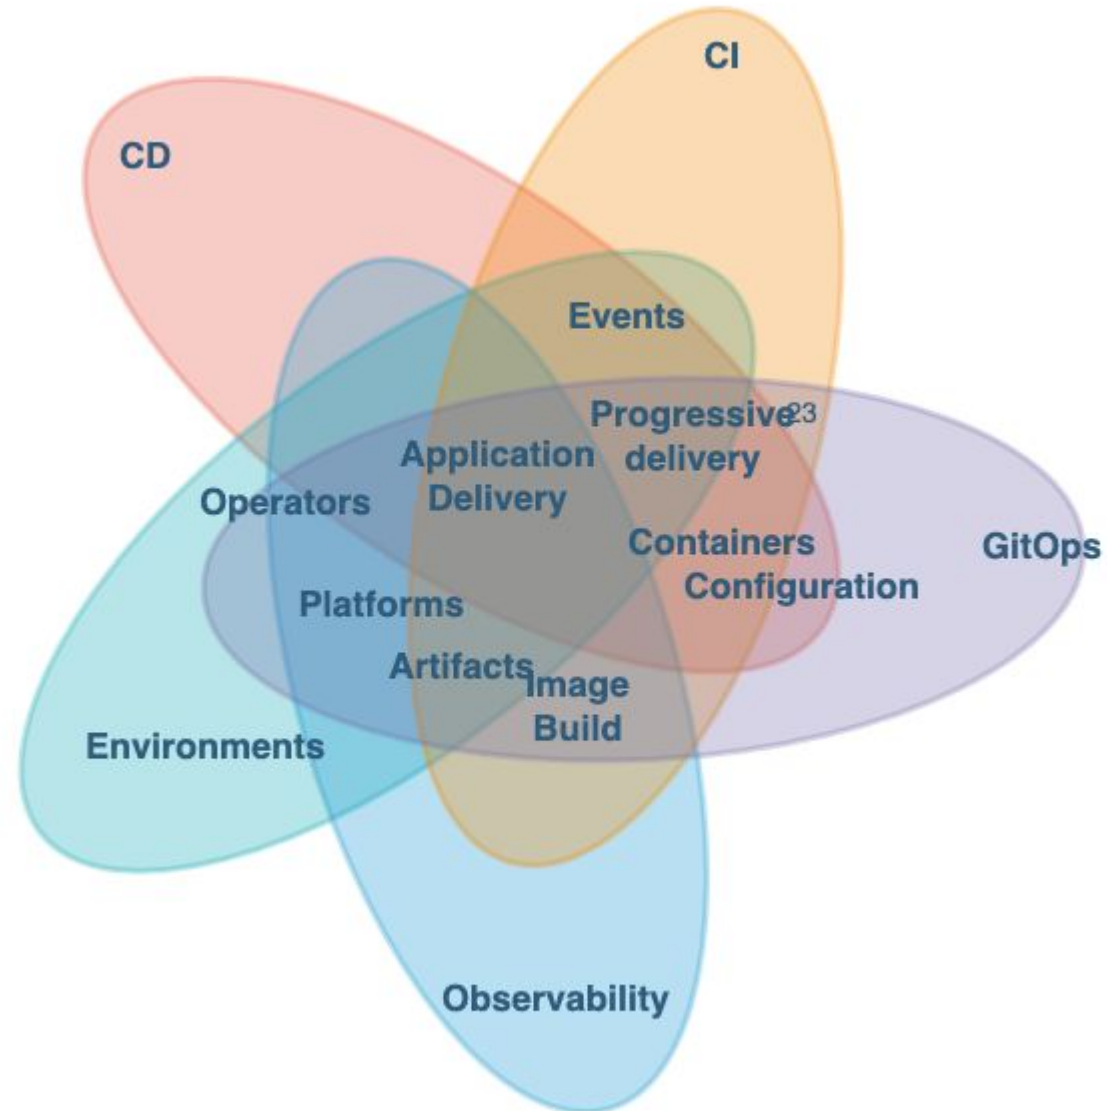 CI
CD
Events
Progressive
23
delivery
Application
Delivery
Operators
Containers
GitOps
Configuration
Platforms
Artifacts
Image
Build
Environments
Observability